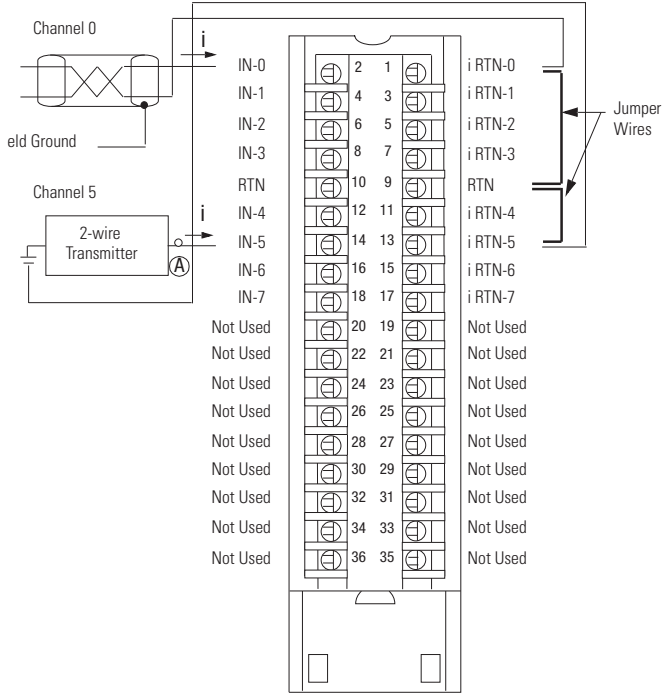 Channel 0
i
IN-0 2 1 i RTN-0
IN-1 4 3 i RTN-1
Jumper Wires
IN-2 6 5 i RTN-2
eld Ground
IN-3 8 7 i RTN-3
RTN 10 9 RTN
Channel 5
i
IN-4 12 11 i RTN-4
2-wire Transmitter
A
IN-5 14 13 i RTN-5
IN-6 16 15 i RTN-6
IN-7 18 17 i RTN-7
Not Used 20 19 Not Used
Not Used 22 21 Not Used
Not Used 24 23 Not Used
Not Used 26 25 Not Used
Not Used 28 27 Not Used
Not Used 30 29 Not Used
Not Used 32 31 Not Used
Not Used 34 33 Not Used
Not Used 36 35 Not Used